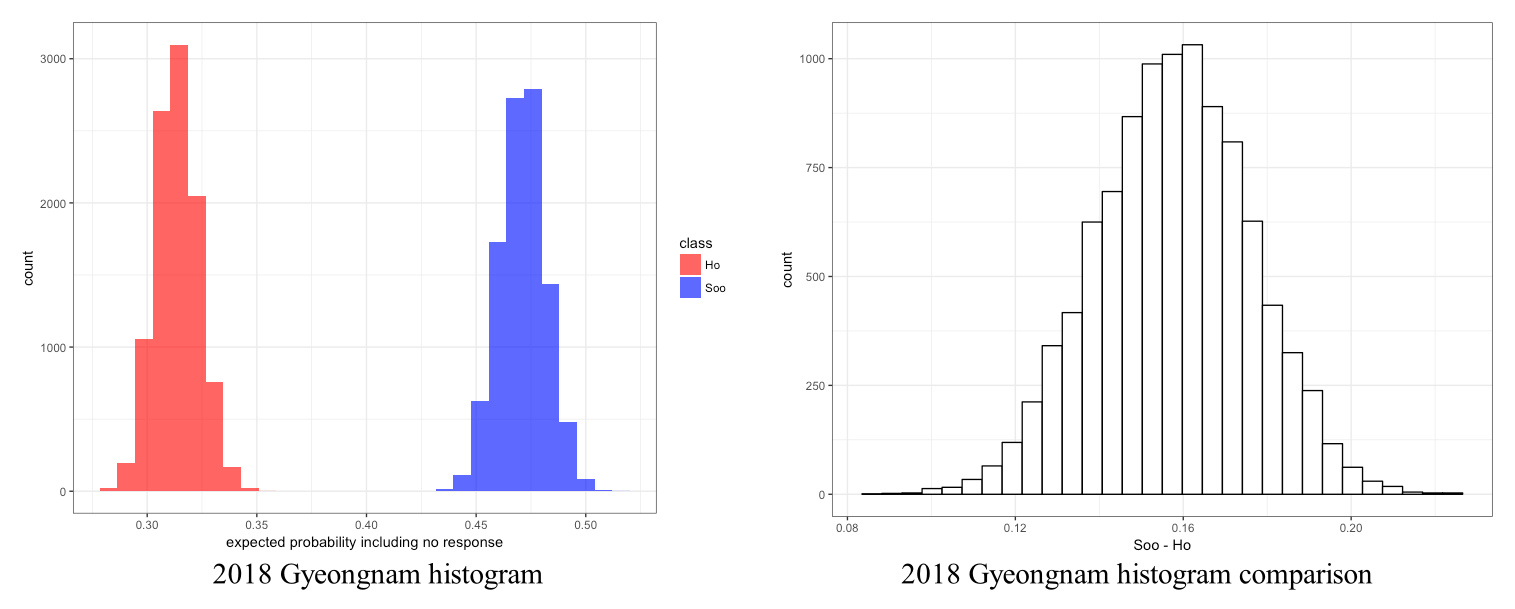 3000
2000
1000
0
count
0.30 0.35 0.40 0.45 0.50
expected probability including no response
class
Ho
Soo
2018 Gyeongnam histogram
1000
750
500
250
0
count
0.08 0.12 0.16 0.20
Soo - Ho
2018 Gyeongnam histogram comparison